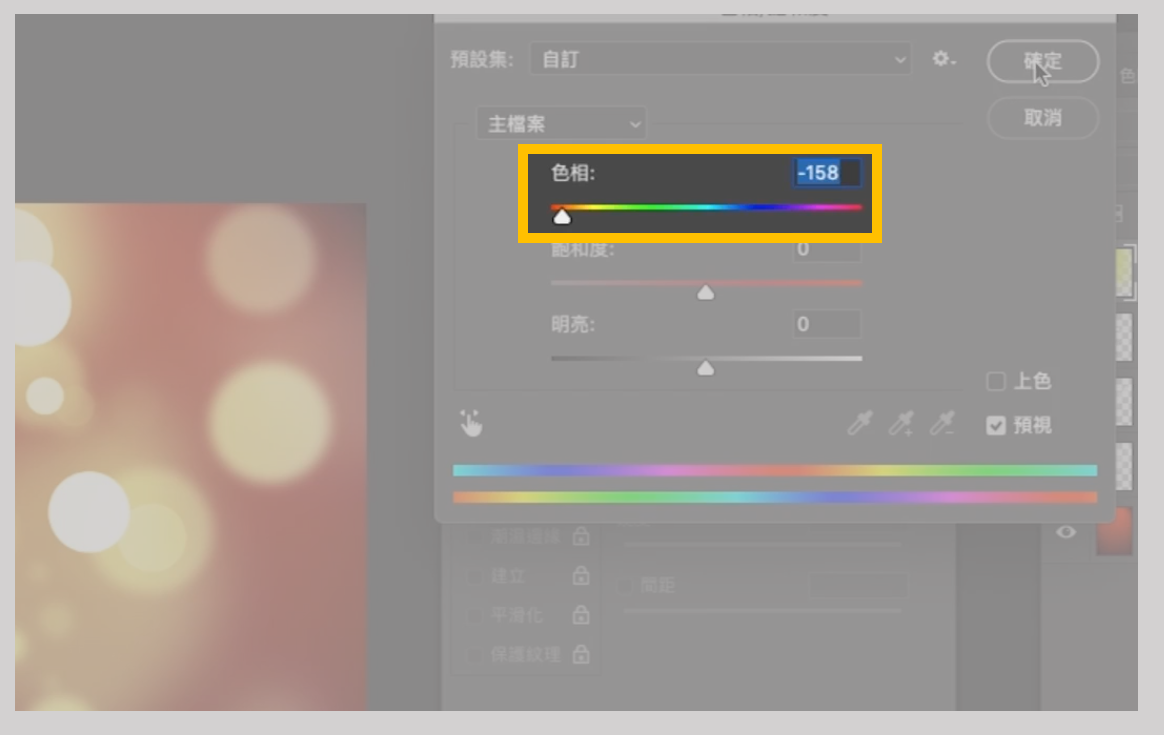 預設集: 自訂
確定
色
主檔案
取消
色相: -158
飽和度: 0
明亮: 0
上色
預視
建立
間距
平滑化
保護紋理